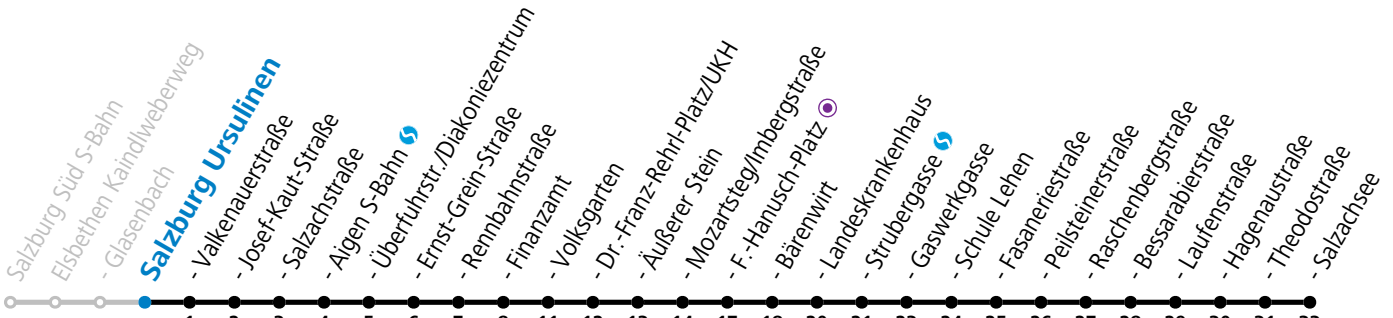 Salzburg Süd S-Bahn
Elsbethen Kaindlweberweg
- Glasenbach
Salzburg Ursulinen
- Valkenauerstraße
- Josef-Kaut-Straße
- Salzachstraße
- Aigen S-Bahn
- Überfuhrstr./Diakoniezentrum
- Ernst-Grein-Straße
- Rennbahnstraße
- Finanzamt
- Volksgarten
- Dr.-Franz-Rehrl-Platz/UKH
- Äußerer Stein
- Mozartsteg/Imbergstraße
- F.-Hanusch-Platz
- Bärenwirt
- Landeskrankenhaus
- Strubergasse
- Gaswerkgasse
- Schule Lehen
- Fasaneriestraße
- Peilsteinerstraße
- Raschenbergstraße
- Bessarabierstraße
- Laufenstraße
- Hagenaustraße
- Theodostraße
- Salzachsee